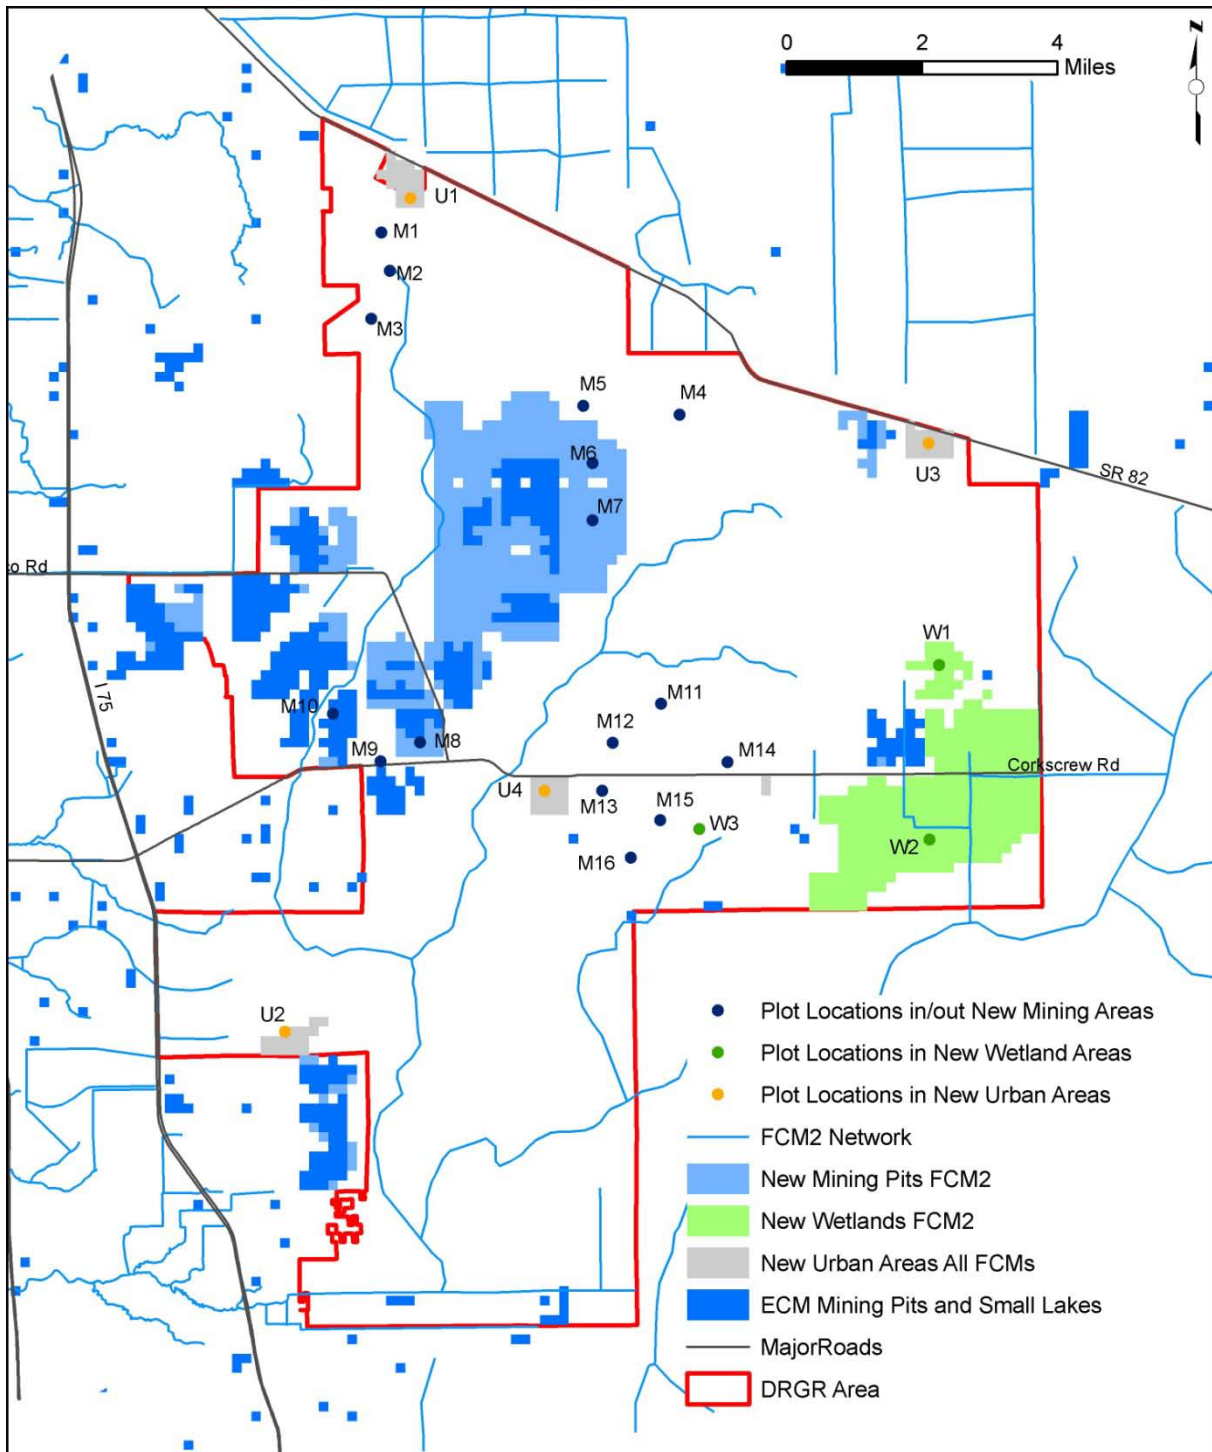 0 2 4
Miles
z
U1
M1
M2
M3
M5
M4
M6
U3
SR 82
M7
co Rd
W1
I 75
M11
M10
M12
M8
M9
M14
Corkscrew Rd
U4
M13
M15
W3
W2
M16
U2
Plot Locations in/out New Mining Areas
Plot Locations in New Wetland Areas
Plot Locations in New Urban Areas
FCM2 Network
New Mining Pits FCM2
New Wetlands FCM2
New Urban Areas All FCMs
ECM Mining Pits and Small Lakes
MajorRoads
DRGR Area